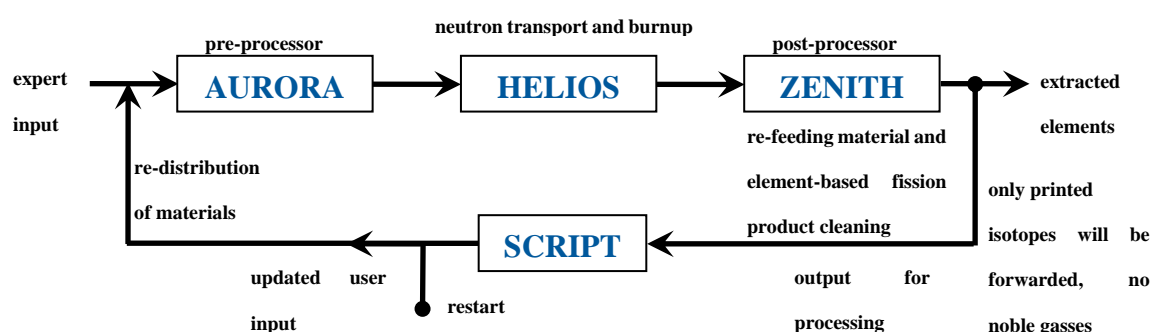 neutron transport and burnup
pre-processor
post-processor
expert
input
AURORA
HELIOS
ZENITH
extracted
elements
re-feeding material and
element-based fission
product cleaning
re-distribution
of materials
only printed
isotopes will be
forwarded, no
noble gasses
SCRIPT
updated user
input
restart
output for
processing